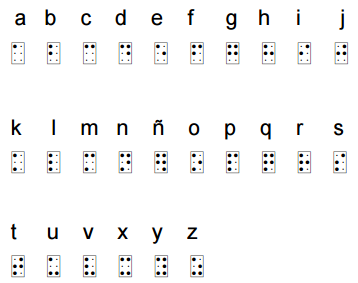 a b c d e f g h i j
k l m n ñ o p q r s
t u v x y z